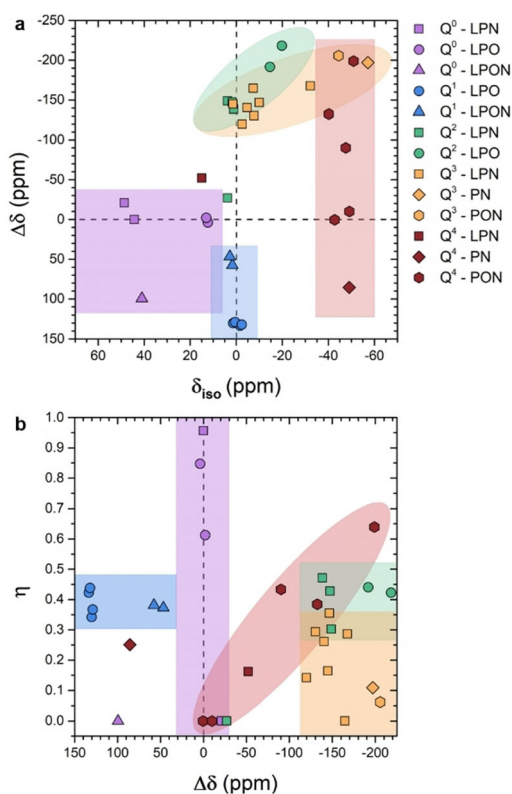 a
-250
-200
-150
-100
-50
0
50
100
150
Δδ (ppm)
60 40 20 0 -20 -40 -60
δiso (ppm)
Q⁰ - LPN
Q⁰ - LPO
Q⁰ - LPON
Q¹ - LPO
Q¹ - LPON
Q² - LPN
Q² - LPO
Q³ - LPN
Q³ - PN
Q³ - PON
Q⁴ - LPN
Q⁴ - PN
Q⁴ - PON
b
1.0
0.9
0.8
0.7
0.6
0.5
0.4
0.3
0.2
0.1
0.0
η
150 100 50 0 -50 -100 -150 -200
Δδ (ppm)